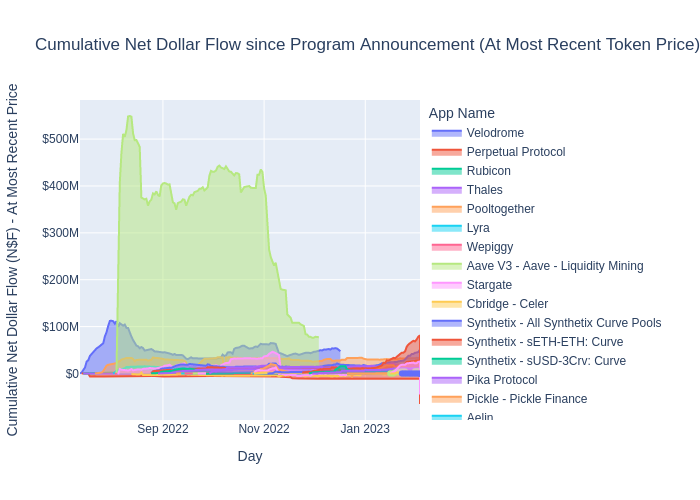 Cumulative Net Dollar Flow since Program Announcement (At Most Recent Token Price)
Cumulative Net Dollar Flow (N$F) - At Most Recent Price
$500M
$400M
$300M
$200M
$100M
$0
Sep 2022
Nov 2022
Jan 2023
Day
App Name
Velodrome
Perpetual Protocol
Rubicon
Thales
Pooltogether
Lyra
Wepiggy
Aave V3 - Aave - Liquidity Mining
Stargate
Cbridge - Celer
Synthetix - All Synthetix Curve Pools
Synthetix - sETH-ETH: Curve
Synthetix - sUSD-3Crv: Curve
Pika Protocol
Pickle - Pickle Finance
Aelin